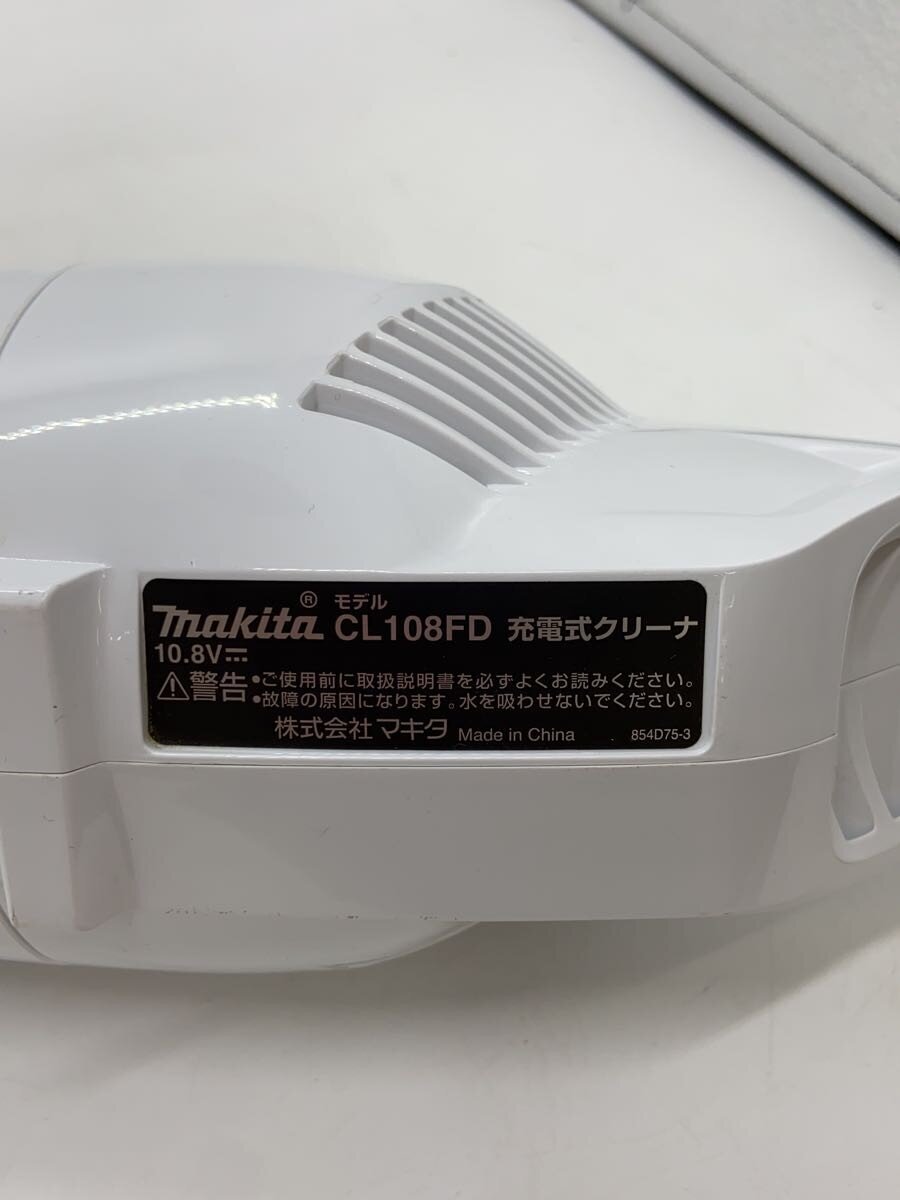 makita® モデル CL108FD 充電式クリーナ
10.8V⎓
⚠警告 •ご使用前に取扱説明書を必ずよくお読みください。
•故障の原因になります。水を吸わせないでください。
株式会社マキタ Made in China 854D75-3